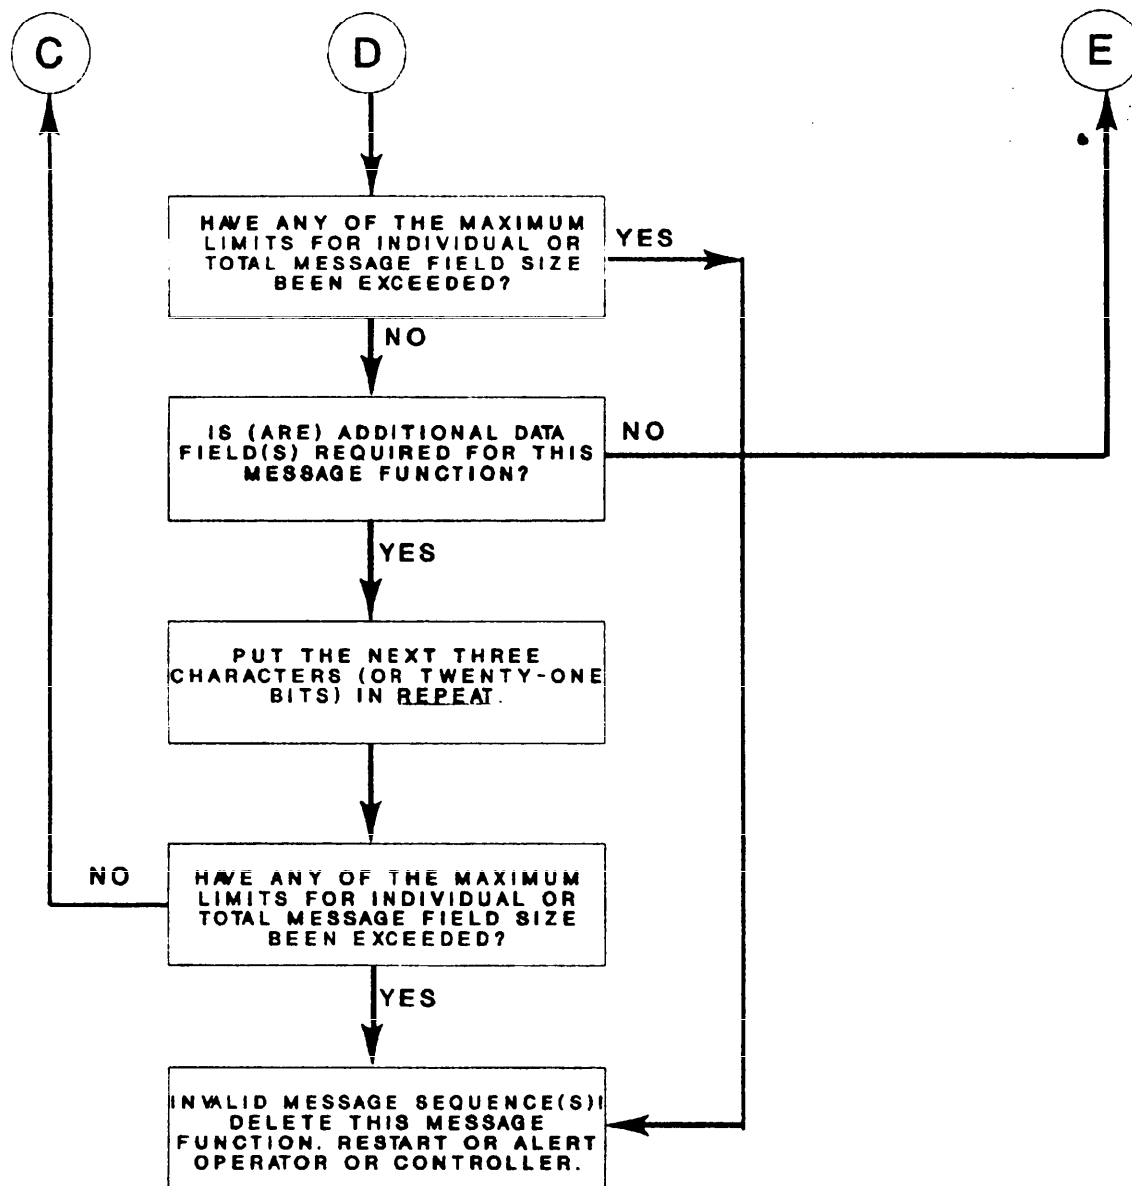 C
D
E
HAVE ANY OF THE MAXIMUM
LIMITS FOR INDIVIDUAL OR
TOTAL MESSAGE FIELD SIZE
BEEN EXCEEDED?
YES
NO
IS (ARE) ADDITIONAL DATA
FIELD(S) REQUIRED FOR THIS
MESSAGE FUNCTION?
NO
YES
PUT THE NEXT THREE
CHARACTERS (OR TWENTY-ONE
BITS) IN REPEAT.
NO
HAVE ANY OF THE MAXIMUM
LIMITS FOR INDIVIDUAL OR
TOTAL MESSAGE FIELD SIZE
BEEN EXCEEDED?
YES
INVALID MESSAGE SEQUENCE(S)!
DELETE THIS MESSAGE
FUNCTION. RESTART OR ALERT
OPERATOR OR CONTROLLER.